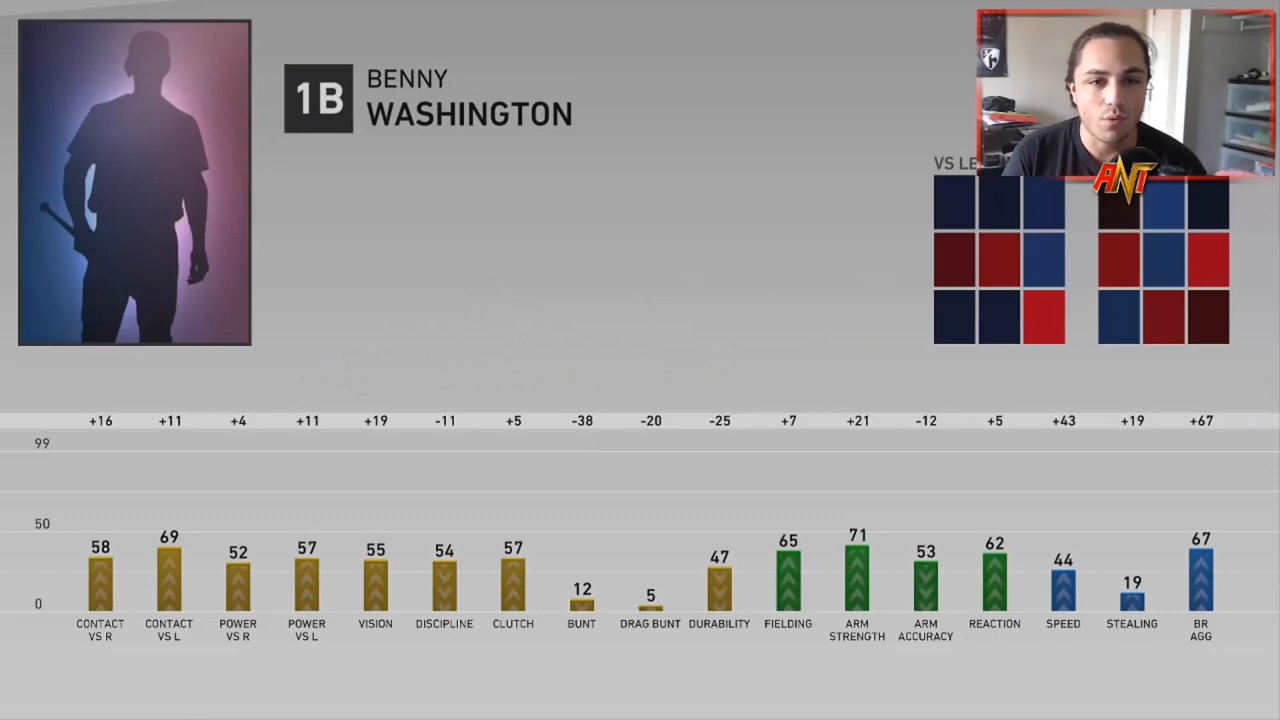 1B
BENNY
WASHINGTON
VS LE
ANT
+16 +11 +4 +11 +19 -11 +5 -38 -20 -25 +7 +21 -12 +5 +43 +19 +67
99
50
0
58 69 52 57 55 54 57 12 5 47 65 71 53 62 44 19 67
CONTACT VS R
CONTACT VS L
POWER VS R
POWER VS L
VISION
DISCIPLINE
CLUTCH
BUNT
DRAG BUNT
DURABILITY
FIELDING
ARM STRENGTH
ARM ACCURACY
REACTION
SPEED
STEALING
BR AGG